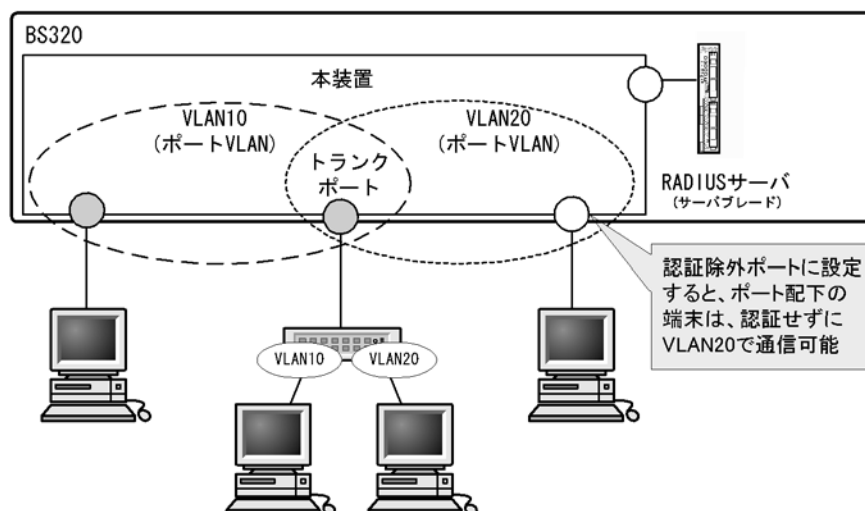 BS320
本装置
VLAN10
(ポートVLAN)
VLAN20
(ポートVLAN)
トランク
ポート
RADIUSサーバ
(サーバブレード)
認証除外ポートに設定
すると、ポート配下の
端末は、認証せずに
VLAN20で通信可能
VLAN10
VLAN20